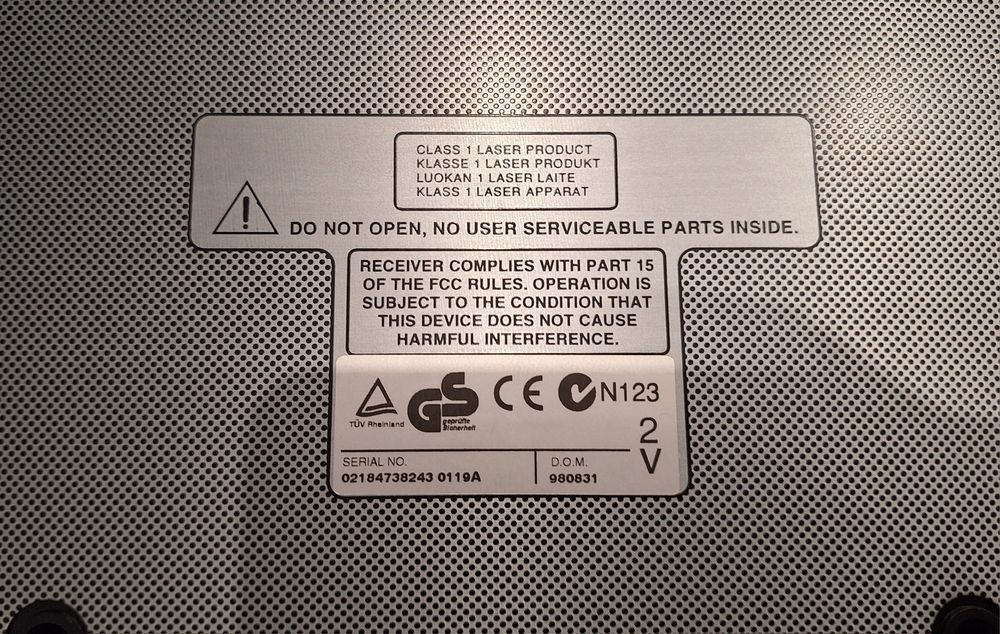 CLASS 1 LASER PRODUCT
KLASSE 1 LASER PRODUKT
LUOKAN 1 LASER LAITE
KLASS 1 LASER APPARAT
! DO NOT OPEN, NO USER SERVICEABLE PARTS INSIDE.
RECEIVER COMPLIES WITH PART 15
OF THE FCC RULES. OPERATION IS
SUBJECT TO THE CONDITION THAT
THIS DEVICE DOES NOT CAUSE
HARMFUL INTERFERENCE.
TÜV Rheinland
GS
geprüfte
Sicherheit
CE
N123
2
V
SERIAL NO.
02184738243 0119A
D.O.M.
980831